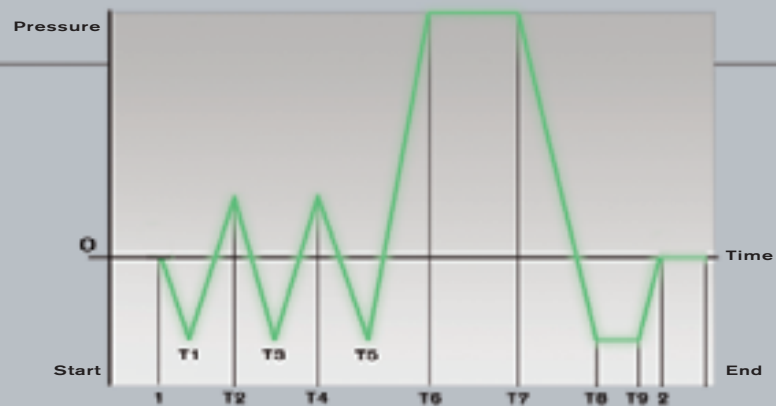 Pressure
0
Time
T1 T3 T5
Start
End
1 T2 T4 T6 T7 T8 T9 2